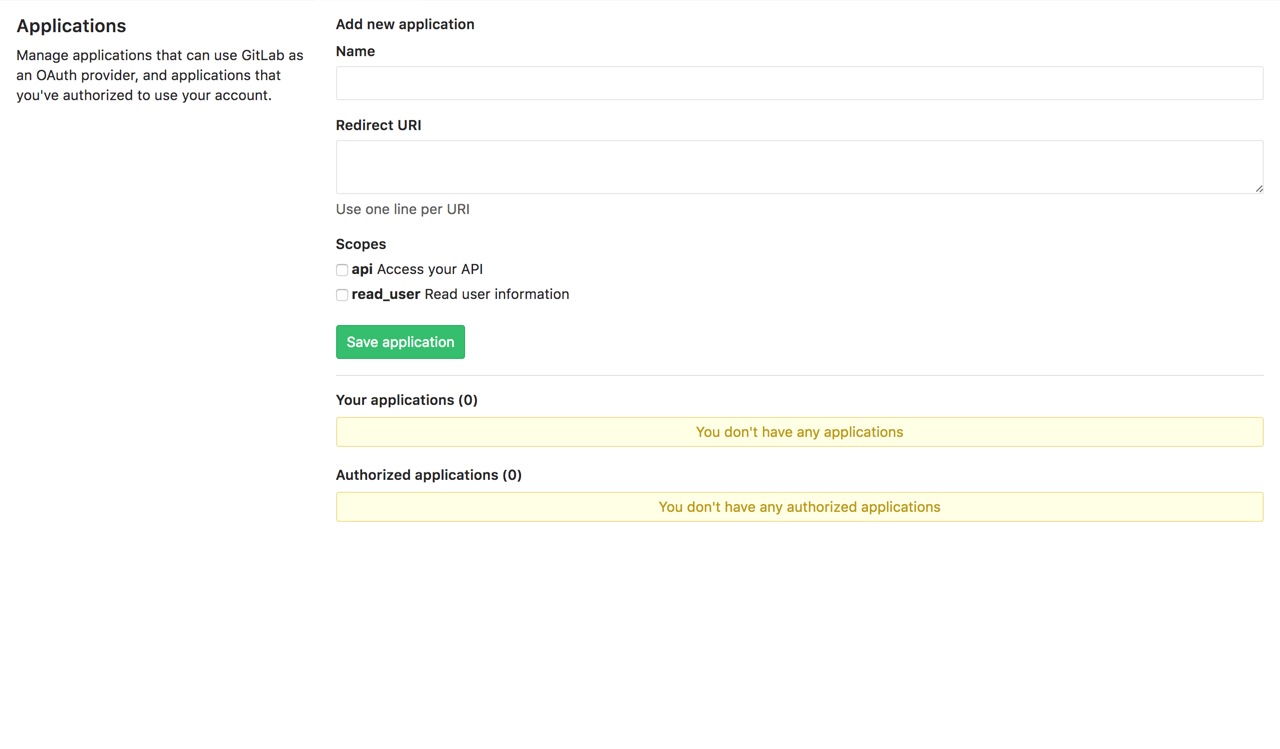 Applications
Manage applications that can use GitLab as
an OAuth provider, and applications that
you've authorized to use your account.
Add new application
Name
Redirect URI
Use one line per URI
Scopes
api Access your API
read_user Read user information
Save application
Your applications (0)
You don't have any applications
Authorized applications (0)
You don't have any authorized applications